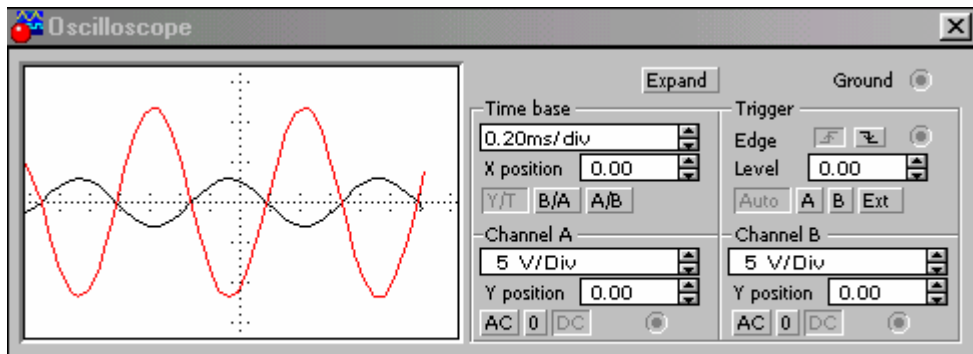 Oscilloscope
Expand
Ground
Time base
0.20ms/div
X position 0.00
Y/T B/A A/B
Trigger
Edge
Level 0.00
Auto A B Ext
Channel A
5 V/Div
Y position 0.00
AC 0 DC
Channel B
5 V/Div
Y position 0.00
AC 0 DC